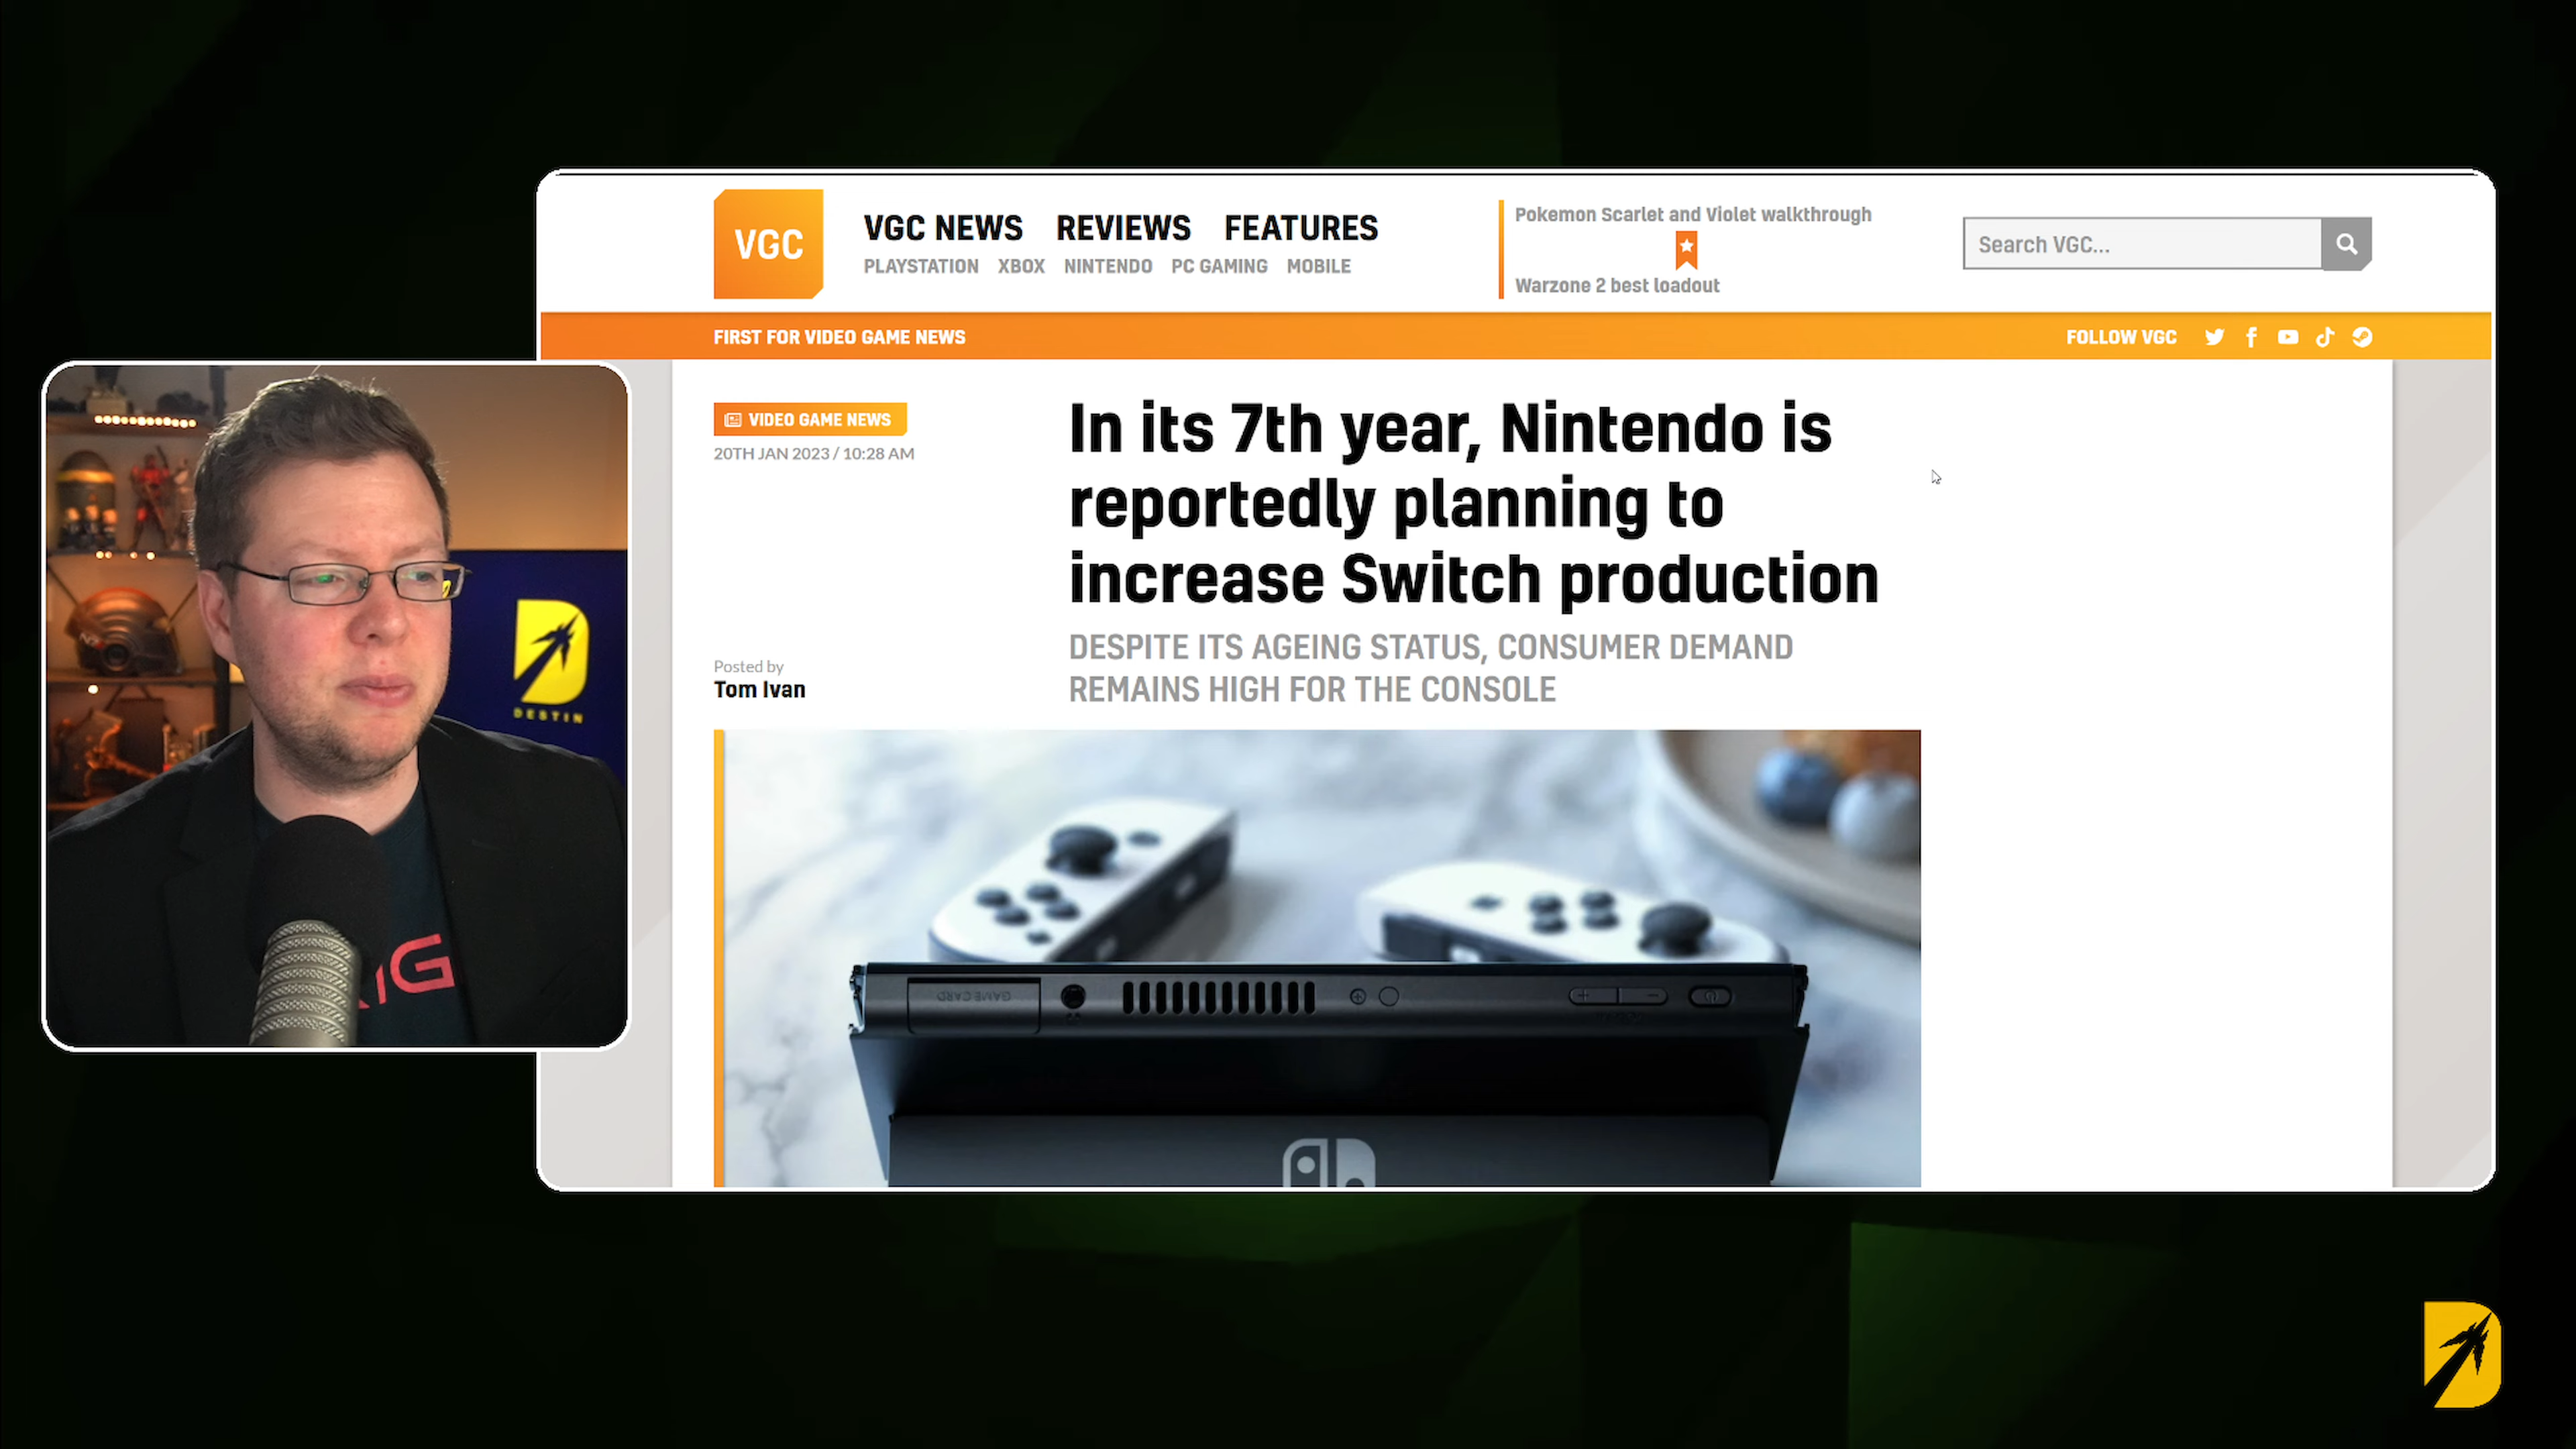 VGC
VGC NEWS REVIEWS FEATURES
PLAYSTATION XBOX NINTENDO PC GAMING MOBILE
Pokemon Scarlet and Violet walkthrough
Warzone 2 best loadout
Search VGC...
FIRST FOR VIDEO GAME NEWS
FOLLOW VGC
VIDEO GAME NEWS
20TH JAN 2023 / 10:28 AM
In its 7th year, Nintendo is
reportedly planning to
increase Switch production
DESPITE ITS AGEING STATUS, CONSUMER DEMAND
REMAINS HIGH FOR THE CONSOLE
Posted by
Tom Ivan
DESTIN
GAME CARD